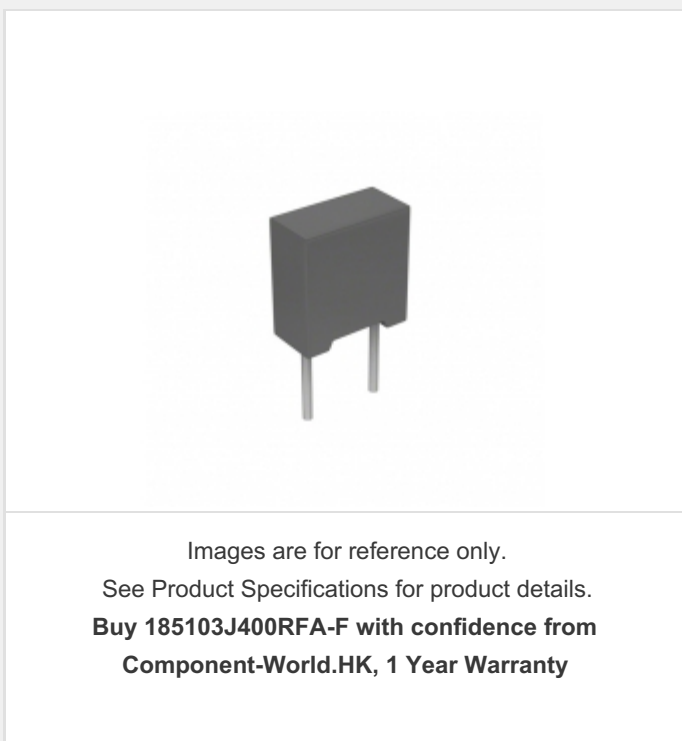 Images are for reference only.
See Product Specifications for product details.
Buy 185103J400RFA-F with confidence from
Component-World.HK, 1 Year Warranty